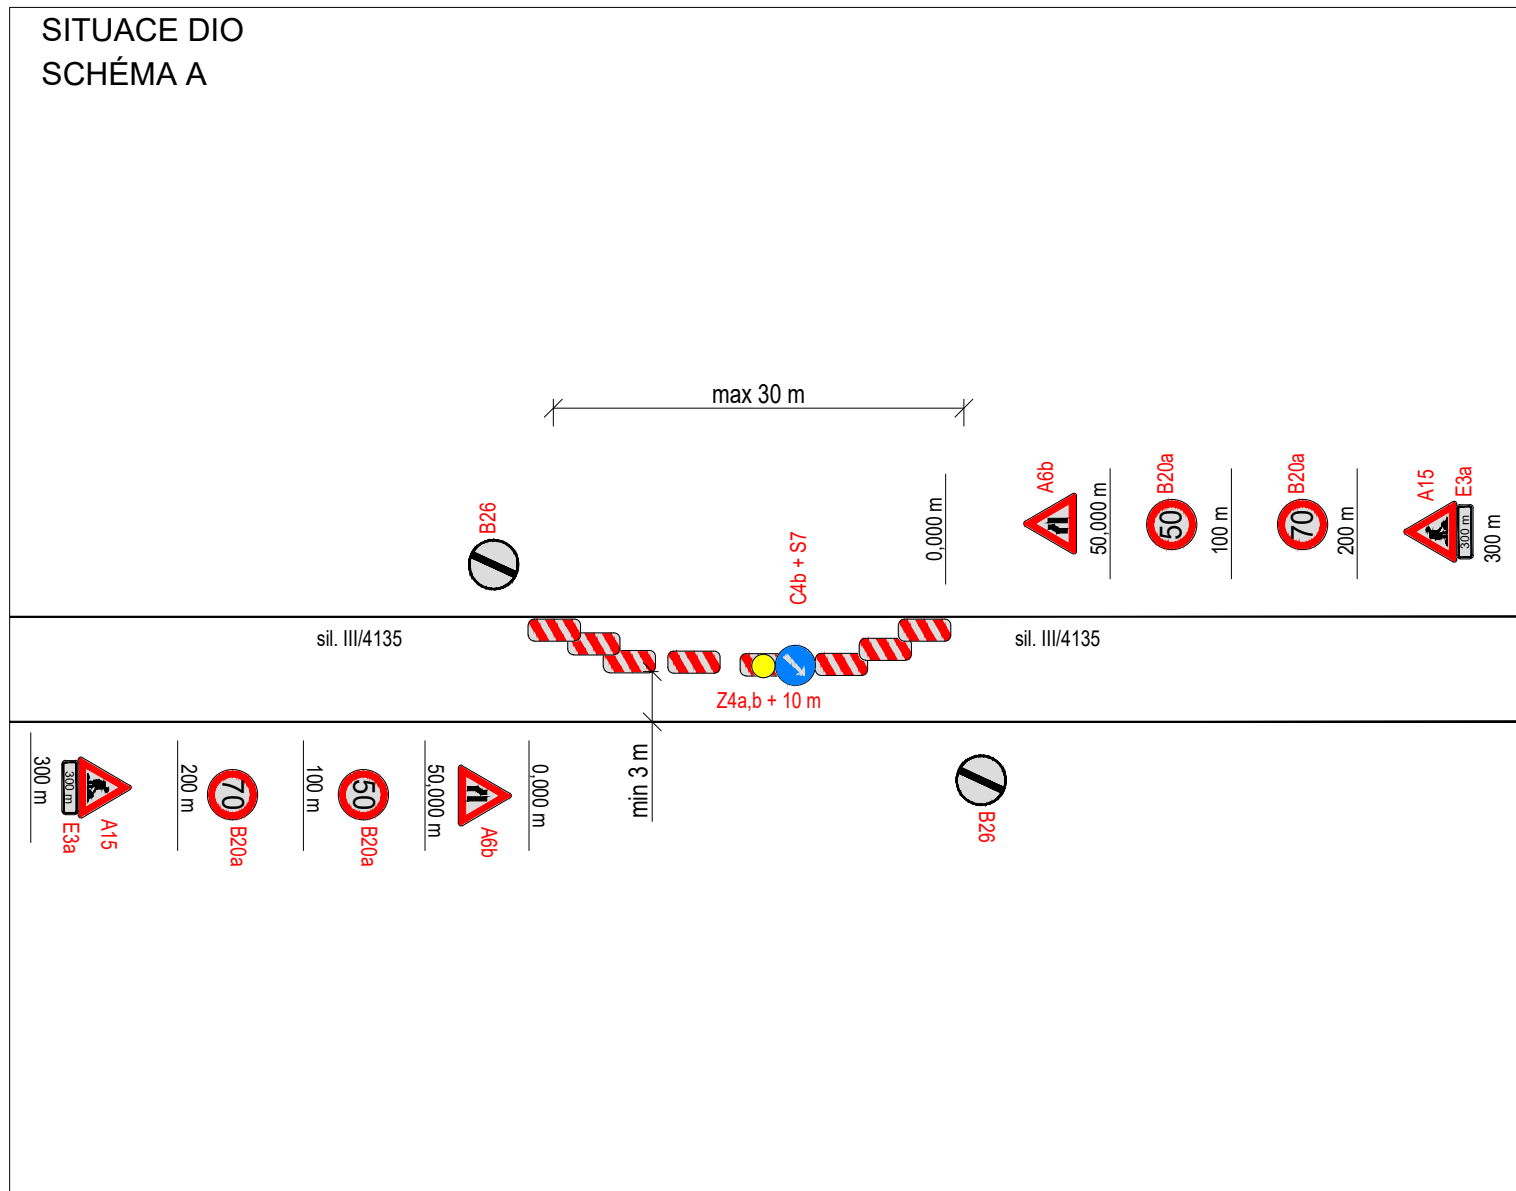 SITUACE DIO
SCHÉMA A
max 30 m
B26
C4b + S7
0,000 m
A6b
50,000 m
B20a
50
100 m
B20a
70
200 m
A15
E3a
300 m
300 m
sil. III/4135
sil. III/4135
Z4a,b + 10 m
min 3 m
300 m
300 m
E3a
A15
200 m
70
B20a
100 m
50
B20a
50,000 m
A6b
0,000 m
B26